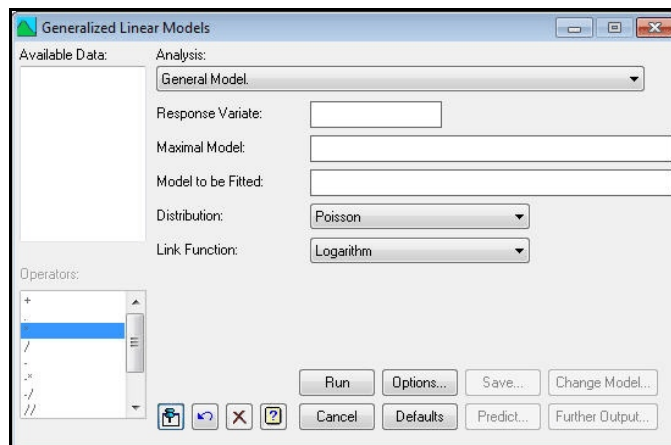 Generalized Linear Models
Available Data:
Analysis:
General Model.
Response Variate:
Maximal Model:
Model to be Fitted:
Distribution:
Poisson
Link Function:
Logarithm
Operators:
+
.
*
/
-
-*
-/
//
Run
Options...
Save...
Change Model...
Cancel
Defaults
Predict...
Further Output...